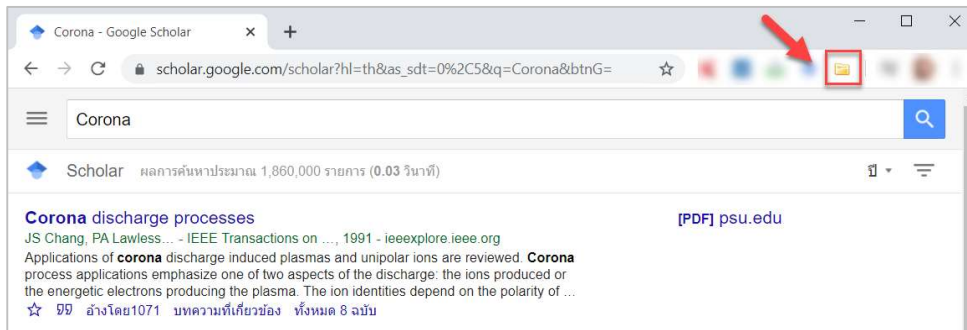 Corona - Google Scholar
scholar.google.com/scholar?hl=th&as_sdt=0%2C5&q=Corona&btnG=
Corona
Scholar ผลการค้นหาประมาณ 1,860,000 รายการ (0.03 วินาที) ปี
Corona discharge processes [PDF] psu.edu
JS Chang, PA Lawless... - IEEE Transactions on ..., 1991 - ieeexplore.ieee.org
Applications of corona discharge induced plasmas and unipolar ions are reviewed. Corona
process applications emphasize one of two aspects of the discharge: the ions produced or
the energetic electrons producing the plasma. The ion identities depend on the polarity of ...
อ้างโดย1071 บทความที่เกี่ยวข้อง ทั้งหมด 8 ฉบับ